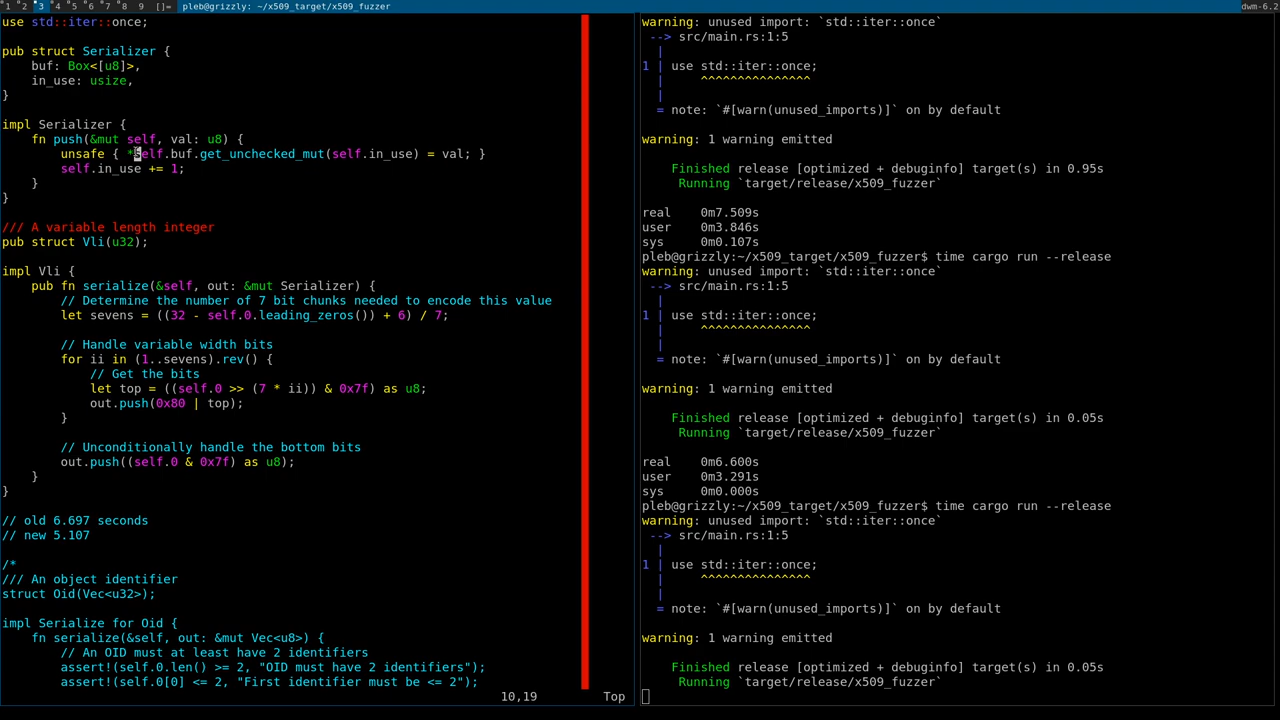 1 2 3 4 5 6 7 8 9 []= pleb@grizzly: ~/x509_target/x509_fuzzer dwm-6.2
use std::iter::once;
pub struct Serializer {
buf: Box<[u8]>,
in_use: usize,
}
impl Serializer {
fn push(&mut self, val: u8) {
unsafe { *self.buf.get_unchecked_mut(self.in_use) = val; }
self.in_use += 1;
}
}
/// A variable length integer
pub struct Vli(u32);
impl Vli {
pub fn serialize(&self, out: &mut Serializer) {
// Determine the number of 7 bit chunks needed to encode this value
let sevens = ((32 - self.0.leading_zeros()) + 6) / 7;
// Handle variable width bits
for ii in (1..sevens).rev() {
// Get the bits
let top = ((self.0 >> (7 * ii)) & 0x7f) as u8;
out.push(0x80 | top);
}
// Unconditionally handle the bottom bits
out.push((self.0 & 0x7f) as u8);
}
}
// old 6.697 seconds
// new 5.107
/*
/// An object identifier
struct Oid(Vec<u32>);
impl Serialize for Oid {
fn serialize(&self, out: &mut Vec<u8>) {
// An OID must at least have 2 identifiers
assert!(self.0.len() >= 2, "OID must have 2 identifiers");
assert!(self.0[0] <= 2, "First identifier must be <= 2");
10,19 Top
warning: unused import: `std::iter::once`
--> src/main.rs:1:5
|
1 | use std::iter::once;
| ^^^^^^^^^^^^^^^
|
= note: `#[warn(unused_imports)]` on by default
warning: 1 warning emitted
Finished release [optimized + debuginfo] target(s) in 0.95s
Running `target/release/x509_fuzzer`
real 0m7.509s
user 0m3.846s
sys 0m0.107s
pleb@grizzly:~/x509_target/x509_fuzzer$ time cargo run --release
warning: unused import: `std::iter::once`
--> src/main.rs:1:5
|
1 | use std::iter::once;
| ^^^^^^^^^^^^^^^
|
= note: `#[warn(unused_imports)]` on by default
warning: 1 warning emitted
Finished release [optimized + debuginfo] target(s) in 0.05s
Running `target/release/x509_fuzzer`
real 0m6.600s
user 0m3.291s
sys 0m0.000s
pleb@grizzly:~/x509_target/x509_fuzzer$ time cargo run --release
warning: unused import: `std::iter::once`
--> src/main.rs:1:5
|
1 | use std::iter::once;
| ^^^^^^^^^^^^^^^
|
= note: `#[warn(unused_imports)]` on by default
warning: 1 warning emitted
Finished release [optimized + debuginfo] target(s) in 0.05s
Running `target/release/x509_fuzzer`